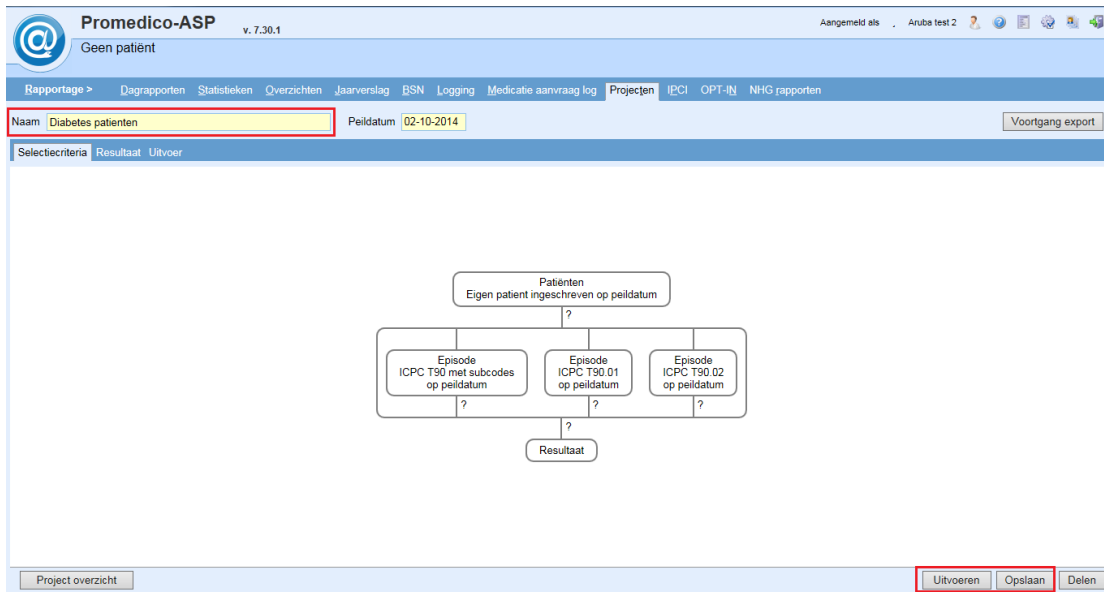 Promedico-ASP v. 7.30.1
Aangemeld als . Aruba test 2
Geen patiënt
Rapportage > Dagrapporten Statistieken Overzichten Jaarverslag BSN Logging Medicatie aanvraag log Projecten IPCI OPT-IN NHG rapporten
Naam Diabetes patienten Peildatum 02-10-2014 Voortgang export
Selectiecriteria Resultaat Uitvoer
Patiënten
Eigen patient ingeschreven op peildatum
?
Episode
ICPC T90 met subcodes
op peildatum
?
Episode
ICPC T90.01
op peildatum
?
Episode
ICPC T90.02
op peildatum
?
?
Resultaat
Project overzicht Uitvoeren Opslaan Delen